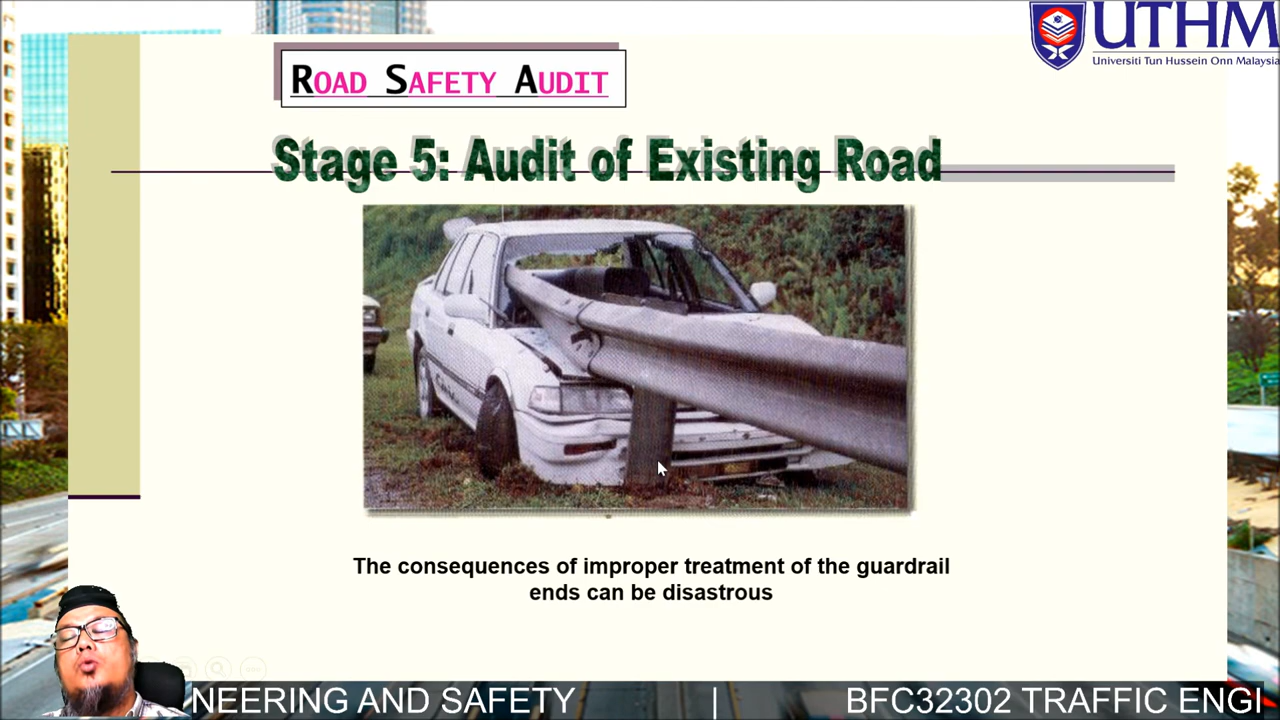 UTHM
Universiti Tun Hussein Onn Malaysia
ROAD SAFETY AUDIT
Stage 5: Audit of Existing Road
The consequences of improper treatment of the guardrail
ends can be disastrous
NEERING AND SAFETY | BFC32302 TRAFFIC ENGI